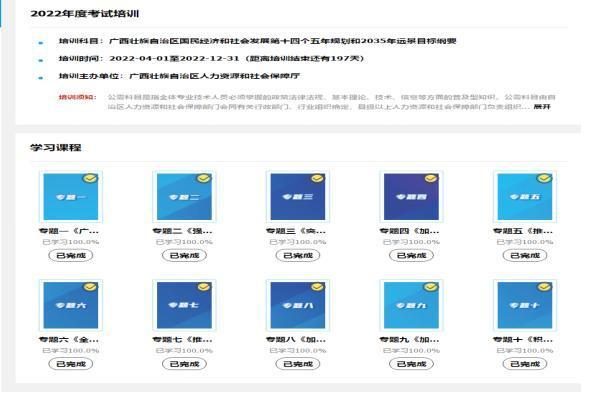 2022年度考试培训
培训科目：广西壮族自治区国民经济和社会发展第十四个五年规划和2035年远景目标纲要
培训时间：2022-04-01至2022-12-31（距离培训结束还有197天）
培训主办单位：广西壮族自治区人力资源和社会保障厅
培训须知：公需科目是指全体专业技术人员必须掌握的政策法律法规、基本理论、技术、信息等方面的普及型知识，公需科目由自
治区人力资源和社会保障部门会同有关行政部门、行业组织确定，县级以上人力资源和社会保障部门负责组织... 展开
学习课程
专题一 专题二 专题三 专题四 专题五
专题一《广... 专题二《强... 专题三《突... 专题四《加... 专题五《推...
已学习100.0% 已学习100.0% 已学习100.0% 已学习100.0% 已学习100.0%
已完成 已完成 已完成 已完成 已完成
专题六 专题七 专题八 专题九 专题十
专题六《全... 专题七《推... 专题八《加... 专题九《加... 专题十《积...
已学习100.0% 已学习100.0% 已学习100.0% 已学习100.0% 已学习100.0%
已完成 已完成 已完成 已完成 已完成